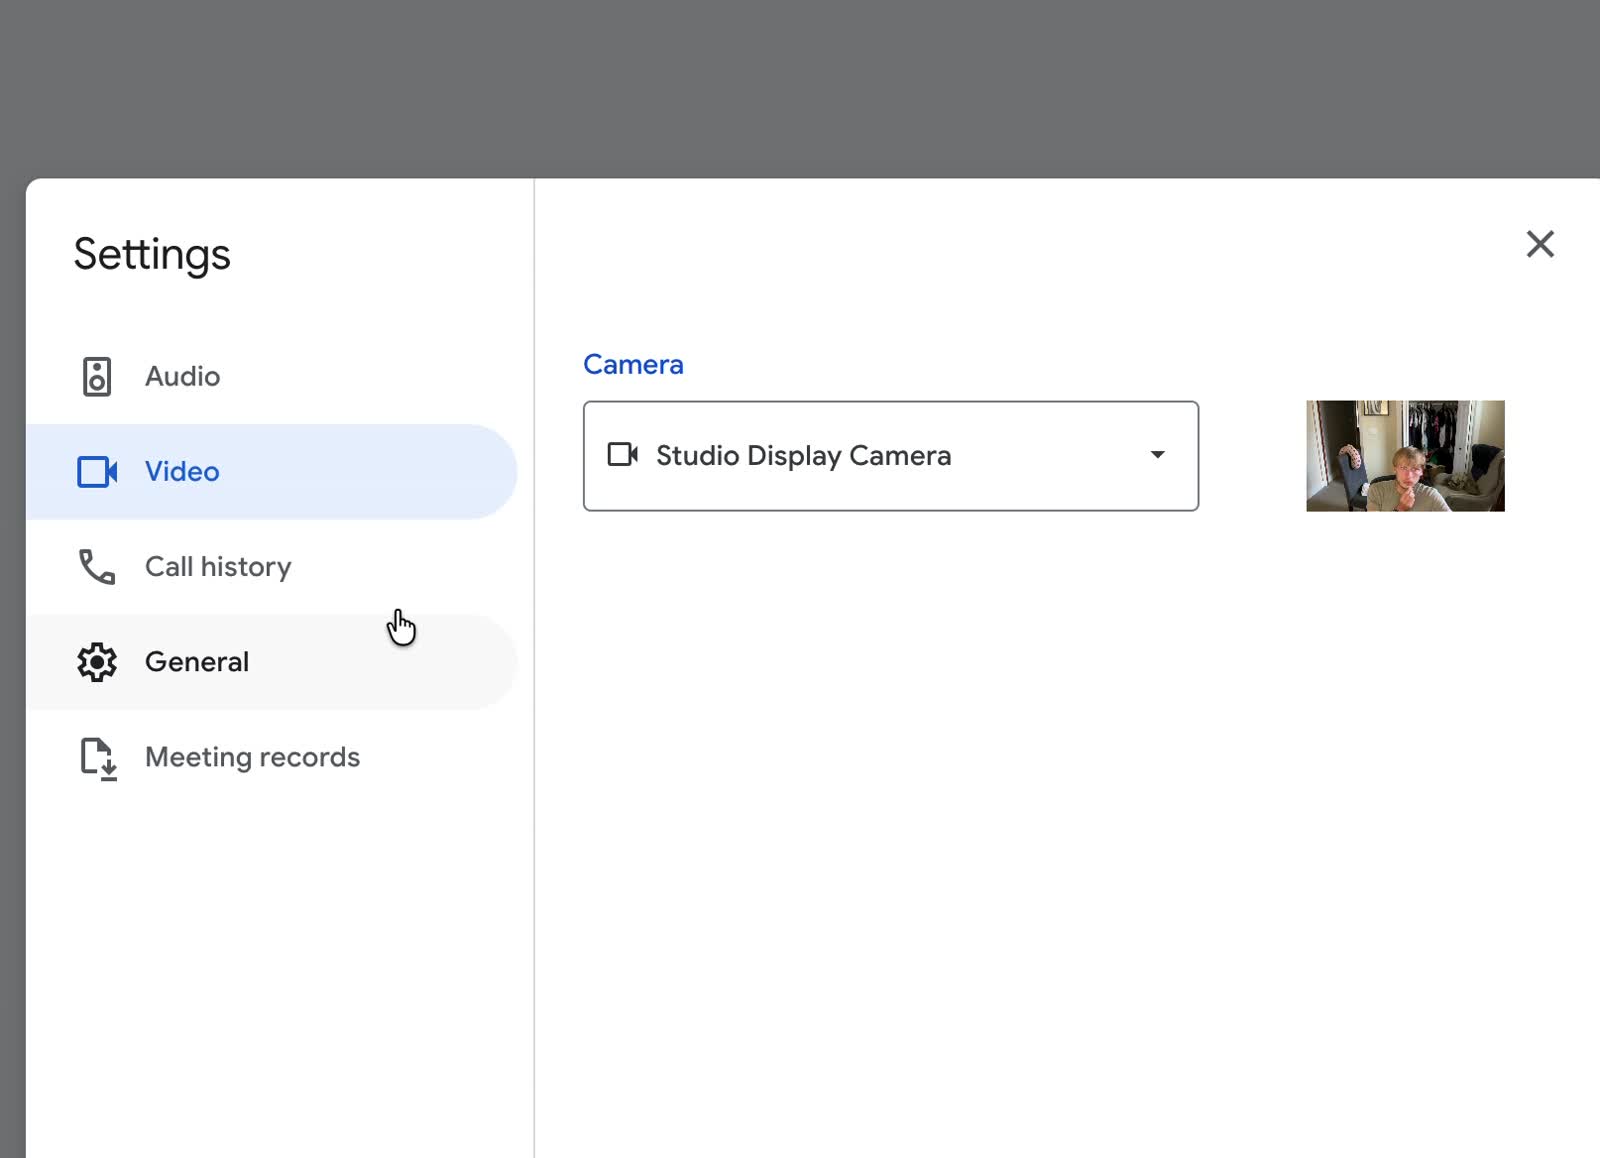 Settings
Audio
Video
Call history
General
Meeting records
Camera
Studio Display Camera